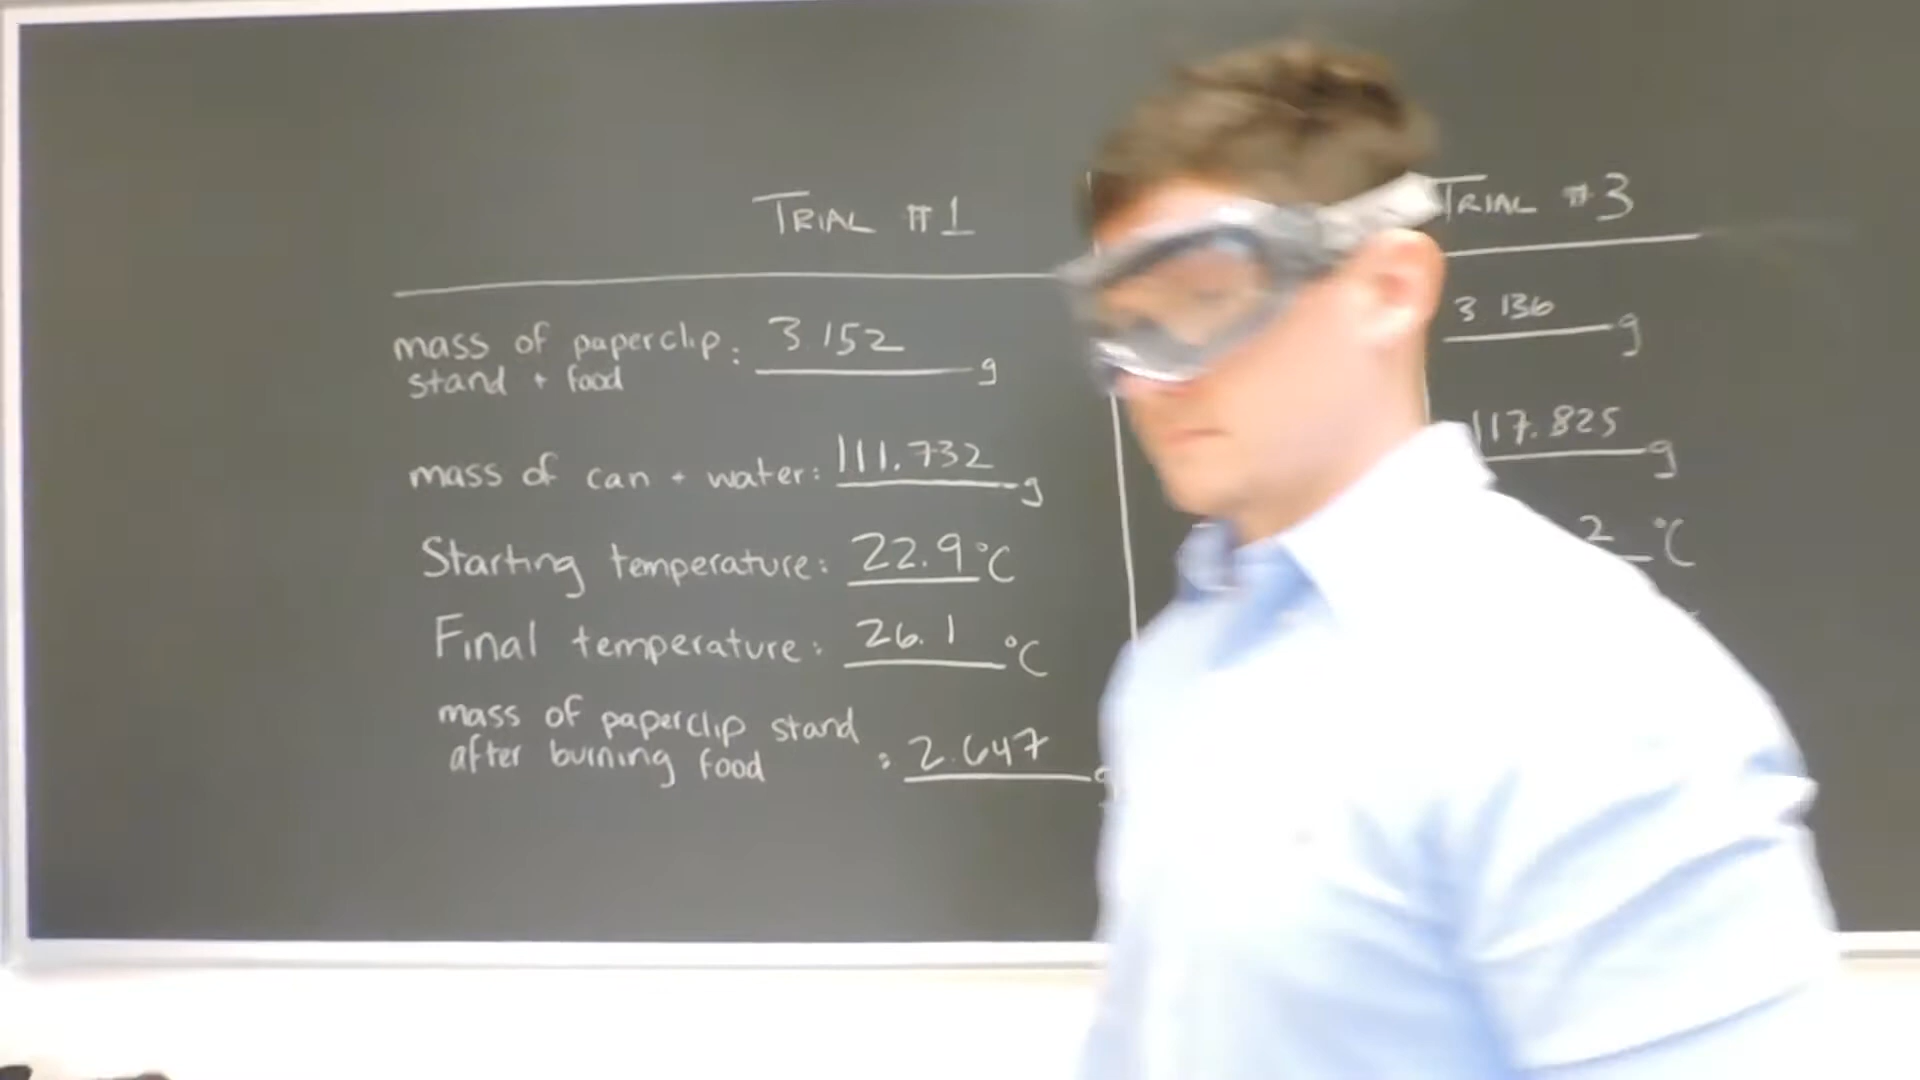 TRIAL #1
mass of paperclip: 3.152 g
stand + food
mass of can + water: 111.732 g
Starting temperature: 22.9 °C
Final temperature: 26.1 °C
mass of paperclip stand
after burning food : 2.647 g
TRIAL #3
3.136 g
117.825 g
2 °C